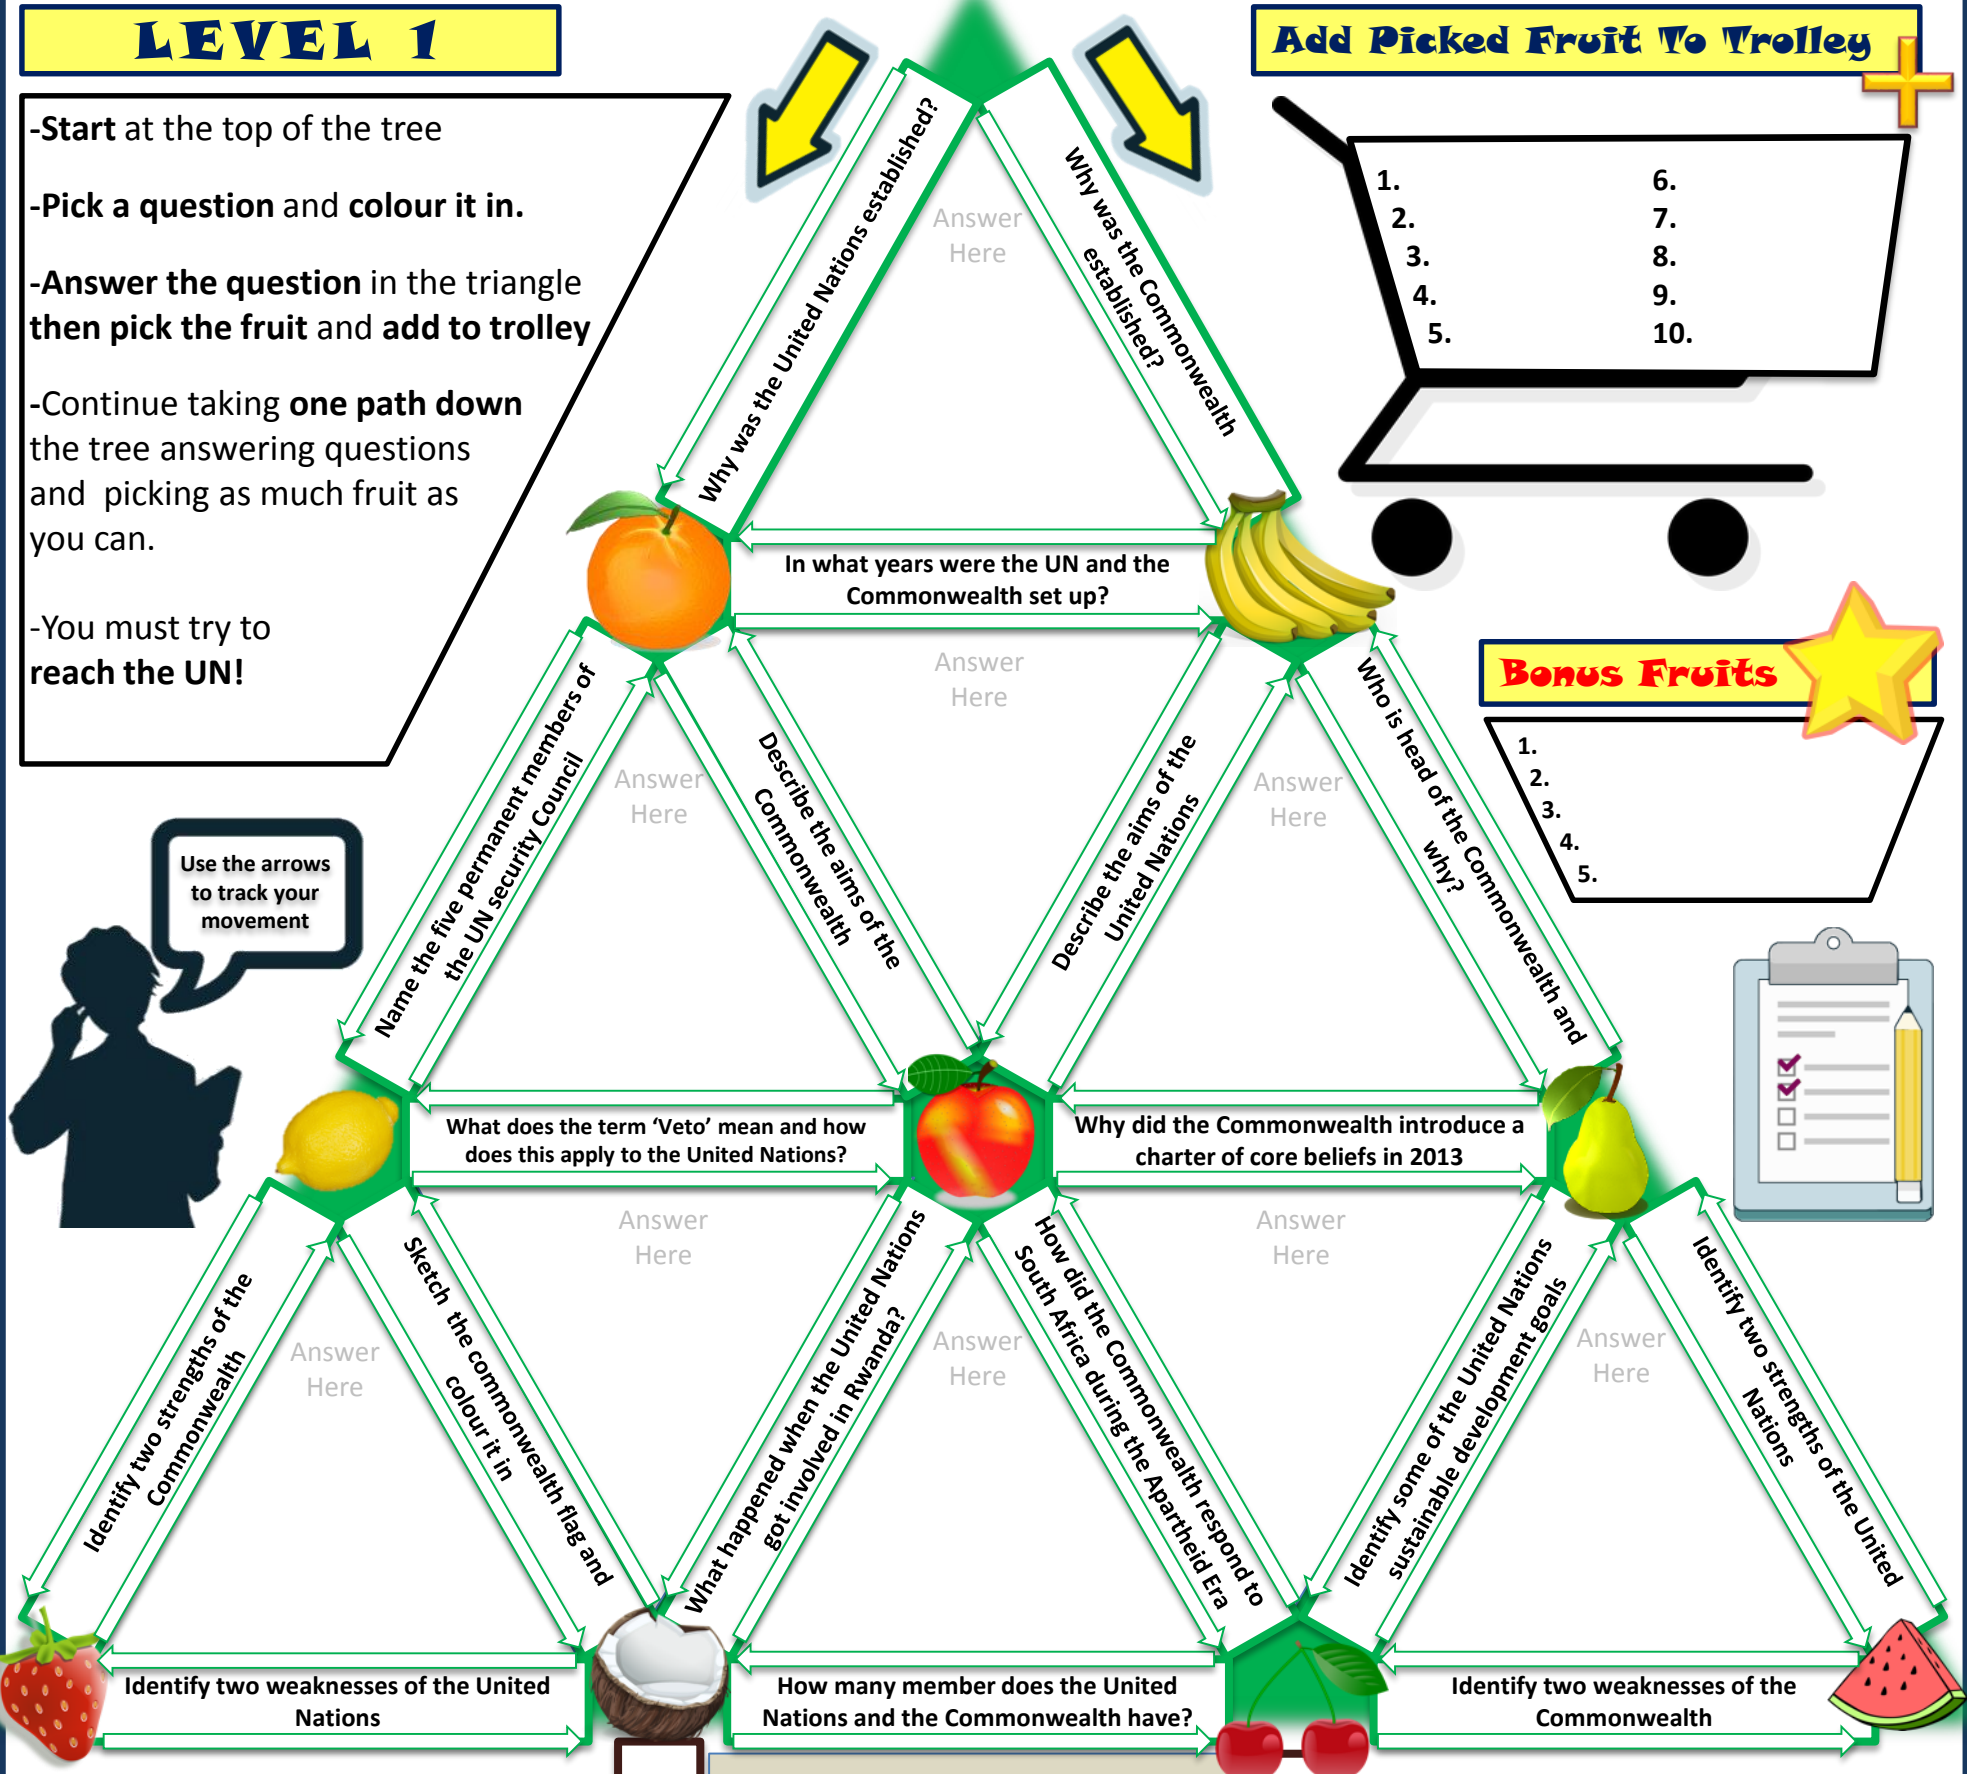 LEVEL 1
-Start at the top of the tree
-Pick a question and colour it in.
-Answer the question in the triangle
then pick the fruit and add to trolley
-Continue taking one path down
the tree answering questions
and picking as much fruit as
you can.
-You must try to
reach the UN!
Add Picked Fruit To Trolley
1.
2.
3.
4.
5.
6.
7.
8.
9.
10.
Bonus Fruits
1.
2.
3.
4.
5.
Use the arrows
to track your
movement
Why was the United Nations established?
Answer
Here
Why was the Commonwealth
established?
In what years were the UN and the
Commonwealth set up?
Answer
Here
Name the five permanent members of
the UN security Council
Answer
Here
Describe the aims of the
Commonwealth
Describe the aims of the
United Nations
Answer
Here
Who is head of the Commonwealth and
why?
What does the term ‘Veto’ mean and how
does this apply to the United Nations?
Answer
Here
Why did the Commonwealth introduce a
charter of core beliefs in 2013
Answer
Here
Identify two strengths of the
Commonwealth
Answer
Here
Sketch the commonwealth flag and
colour it in
What happened when the United Nations
got involved in Rwanda?
Answer
Here
How did the Commonwealth respond to
South Africa during the Apartheid Era
Identify some of the United Nations
sustainable development goals
Answer
Here
Identify two strengths of the United
Nations
Identify two weaknesses of the United
Nations
How many member does the United
Nations and the Commonwealth have?
Identify two weaknesses of the
Commonwealth